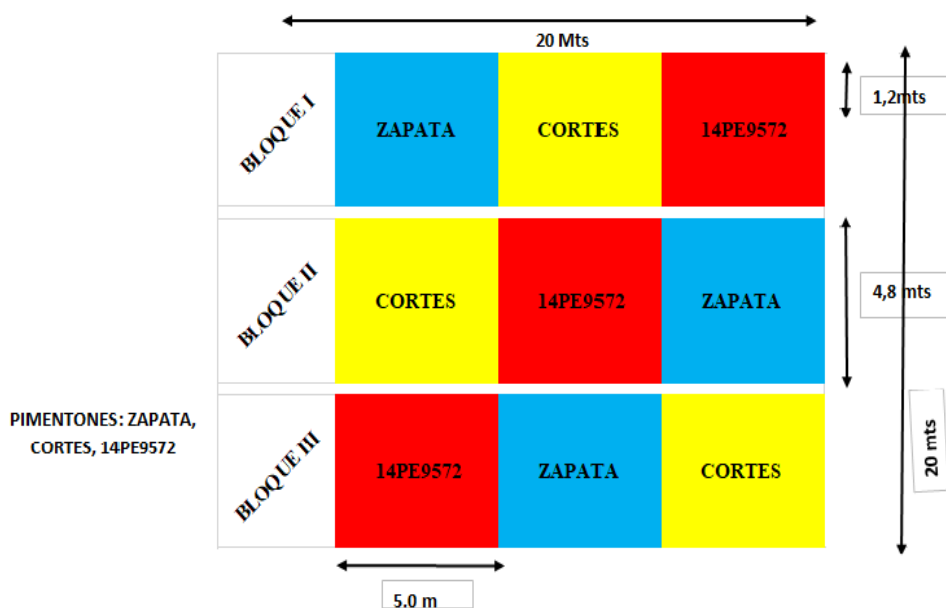 20 Mts
BLOQUE I
ZAPATA
CORTES
14PE9572
1,2mts
BLOQUE II
CORTES
14PE9572
ZAPATA
4,8 mts
PIMENTONES: ZAPATA,
CORTES, 14PE9572
BLOQUE III
14PE9572
ZAPATA
CORTES
20 mts
5.0 m